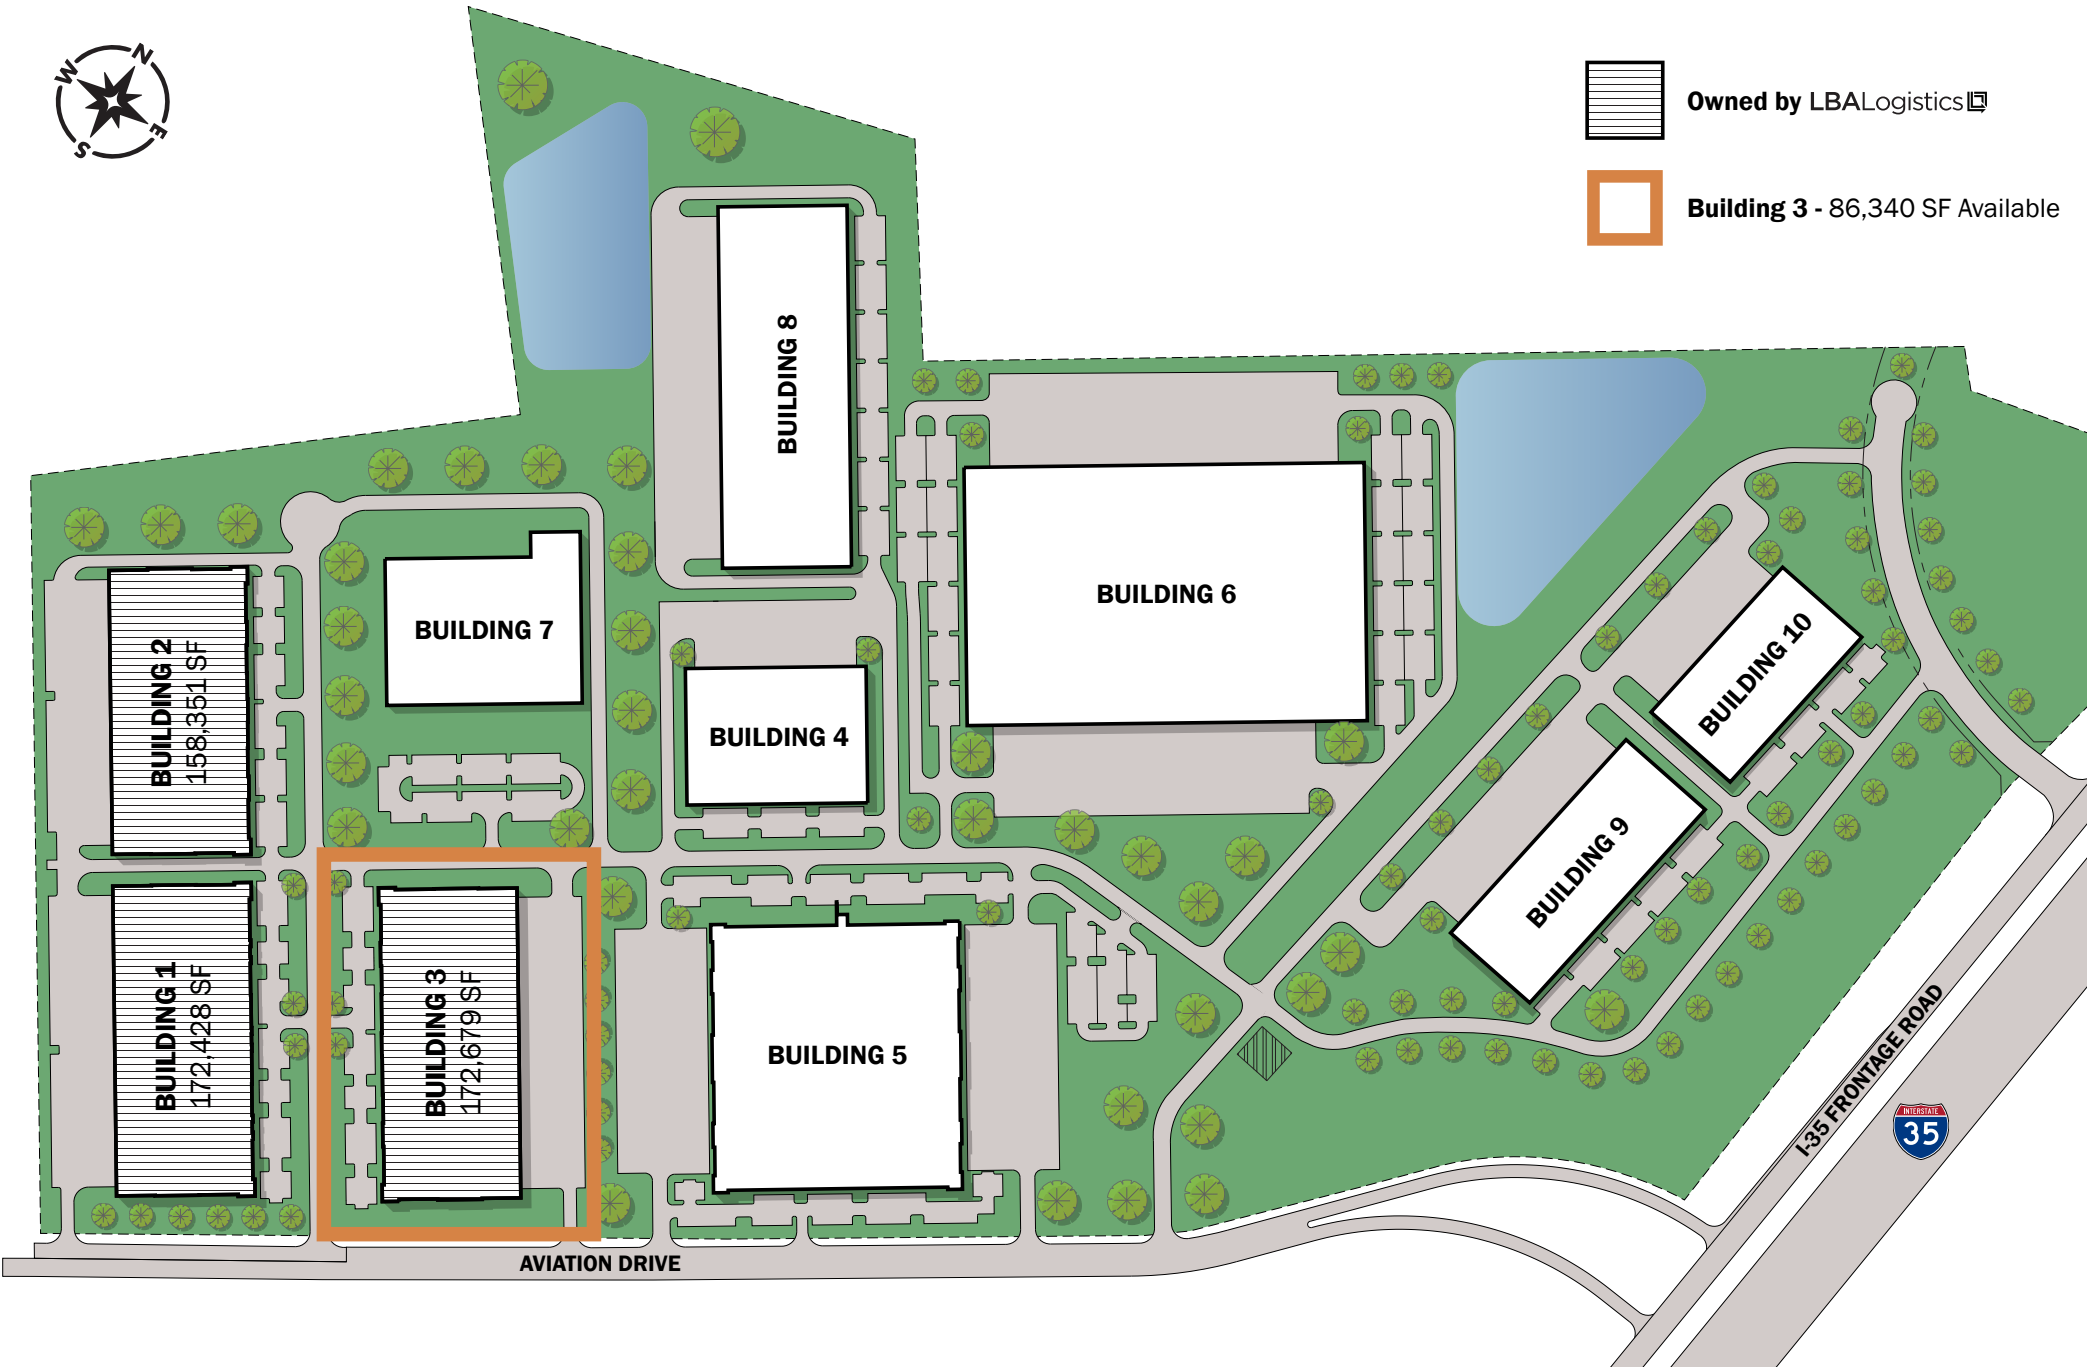 N
W
E
S
Owned by LBALogistics
Building 3 - 86,340 SF Available
BUILDING 8
BUILDING 6
BUILDING 7
BUILDING 4
BUILDING 10
BUILDING 2
158,351 SF
BUILDING 9
BUILDING 1
172,428 SF
BUILDING 3
172,679 SF
BUILDING 5
I-35 FRONTAGE ROAD
INTERSTATE
35
AVIATION DRIVE